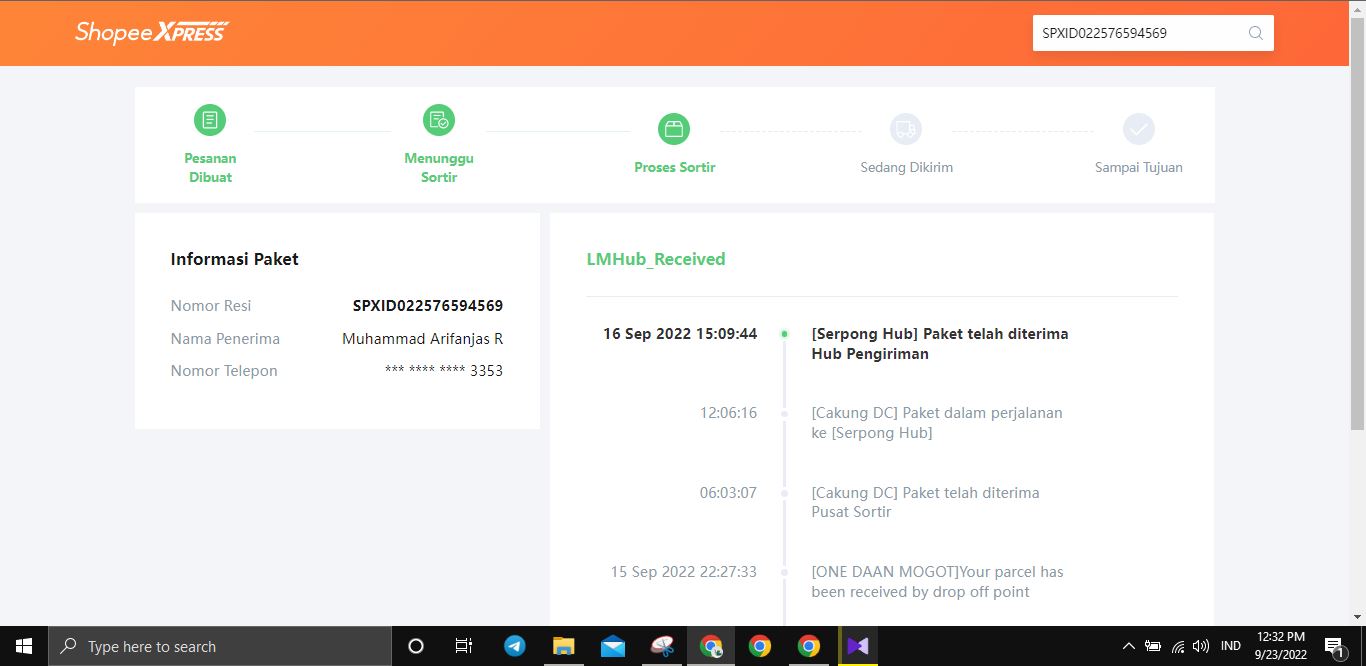 Shopee XPRESS
SPXID022576594569
Pesanan
Dibuat
Menunggu
Sortir
Proses Sortir
Sedang Dikirim
Sampai Tujuan
Informasi Paket
Nomor Resi
SPXID022576594569
Nama Penerima
Muhammad Arifanjas R
Nomor Telepon
*** **** **** 3353
LMHub_Received
16 Sep 2022 15:09:44
[Serpong Hub] Paket telah diterima
Hub Pengiriman
12:06:16
[Cakung DC] Paket dalam perjalanan
ke [Serpong Hub]
06:03:07
[Cakung DC] Paket telah diterima
Pusat Sortir
15 Sep 2022 22:27:33
[ONE DAAN MOGOT]Your parcel has
been received by drop off point
Type here to search
IND
12:32 PM
9/23/2022
1